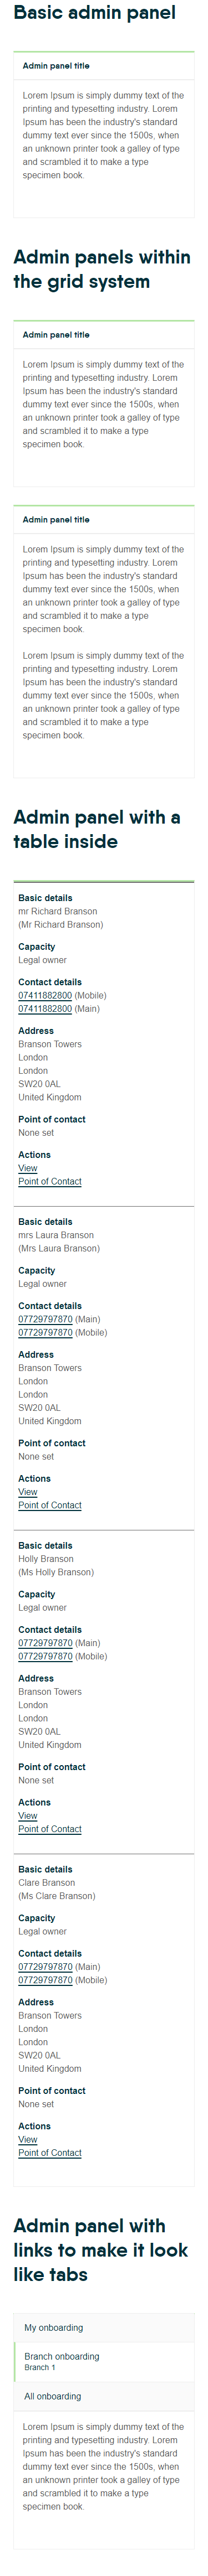 Basic admin panel
Admin panel title
Lorem Ipsum is simply dummy text of the
printing and typesetting industry. Lorem
Ipsum has been the industry's standard
dummy text ever since the 1500s, when
an unknown printer took a galley of type
and scrambled it to make a type
specimen book.
Admin panels within
the grid system
Admin panel title
Lorem Ipsum is simply dummy text of the
printing and typesetting industry. Lorem
Ipsum has been the industry's standard
dummy text ever since the 1500s, when
an unknown printer took a galley of type
and scrambled it to make a type
specimen book.
Admin panel title
Lorem Ipsum is simply dummy text of the
printing and typesetting industry. Lorem
Ipsum has been the industry's standard
dummy text ever since the 1500s, when
an unknown printer took a galley of type
and scrambled it to make a type
specimen book.
Lorem Ipsum is simply dummy text of the
printing and typesetting industry. Lorem
Ipsum has been the industry's standard
dummy text ever since the 1500s, when
an unknown printer took a galley of type
and scrambled it to make a type
specimen book.
Admin panel with a
table inside
Basic details
mr Richard Branson
(Mr Richard Branson)
Capacity
Legal owner
Contact details
07411882800 (Mobile)
07411882800 (Main)
Address
Branson Towers
London
London
SW20 0AL
United Kingdom
Point of contact
None set
Actions
View
Point of Contact
Basic details
mrs Laura Branson
(Mrs Laura Branson)
Capacity
Legal owner
Contact details
07729797870 (Main)
07729797870 (Mobile)
Address
Branson Towers
London
London
SW20 0AL
United Kingdom
Point of contact
None set
Actions
View
Point of Contact
Basic details
Holly Branson
(Ms Holly Branson)
Capacity
Legal owner
Contact details
07729797870 (Main)
07729797870 (Mobile)
Address
Branson Towers
London
London
SW20 0AL
United Kingdom
Point of contact
None set
Actions
View
Point of Contact
Basic details
Clare Branson
(Ms Clare Branson)
Capacity
Legal owner
Contact details
07729797870 (Main)
07729797870 (Mobile)
Address
Branson Towers
London
London
SW20 0AL
United Kingdom
Point of contact
None set
Actions
View
Point of Contact
Admin panel with
links to make it look
like tabs
My onboarding
Branch onboarding
Branch 1
All onboarding
Lorem Ipsum is simply dummy text of the
printing and typesetting industry. Lorem
Ipsum has been the industry's standard
dummy text ever since the 1500s, when
an unknown printer took a galley of type
and scrambled it to make a type
specimen book.